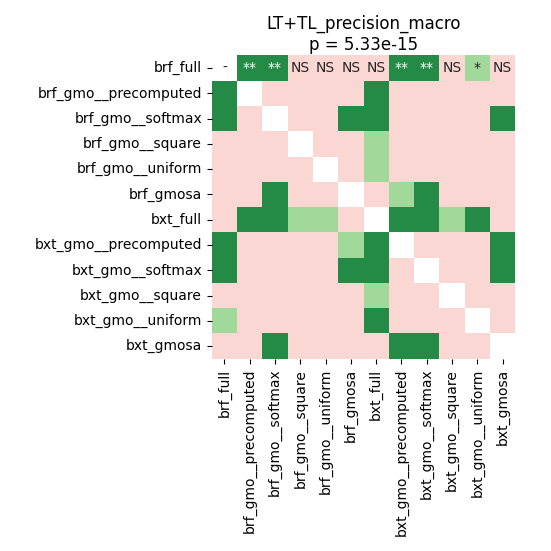 LT+TL_precision_macro
p = 5.33e-15
brf_full - ** ** NS NS NS NS ** ** NS * NS
brf_gmo__precomputed
brf_gmo__softmax
brf_gmo__square
brf_gmo__uniform
brf_gmosa
bxt_full
bxt_gmo__precomputed
bxt_gmo__softmax
bxt_gmo__square
bxt_gmo__uniform
bxt_gmosa
brf_full
brf_gmo__precomputed
brf_gmo__softmax
brf_gmo__square
brf_gmo__uniform
brf_gmosa
bxt_full
bxt_gmo__precomputed
bxt_gmo__softmax
bxt_gmo__square
bxt_gmo__uniform
bxt_gmosa